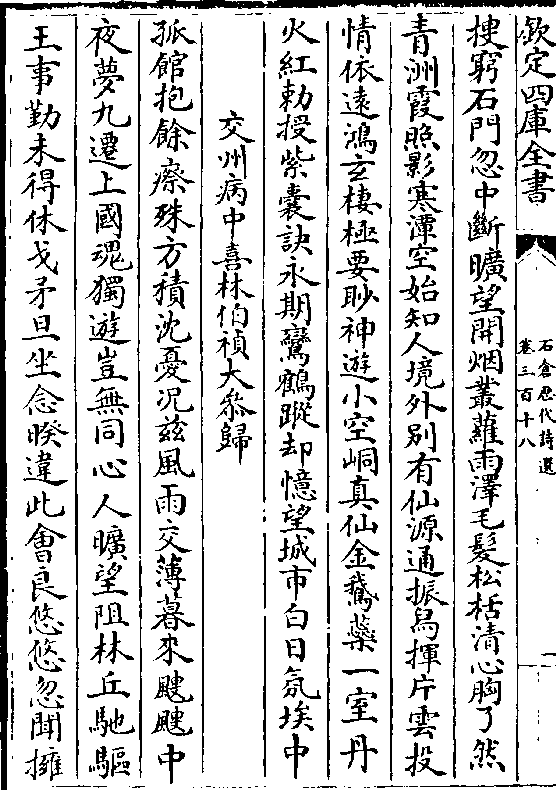 欽定四庫全書
石倉歷代詩選
卷三百十八
捜窮石門忽中斷曠望開烟叢蘿雨澤毛髮松栝清心胸了然
青洲霞照影寒潭空始知人境外别有仙源通振舄揮片雲投
情依逺鴻玄棲極要眇神遊小空峒真仙金鵞蘂一室丹
火紅勅授紫囊訣永期鸞鶴蹤却憶望城市白日氛埃中
交州病中喜林伯禎大叅歸
孤館抱餘瘵殊方積沈憂况兹風雨交薄暮來颼颼中
夜夢九遷上國魂獨遊豈無同心人曠望阻林丘馳驅
王事勤未得休戈矛旦坐念暌違此會良悠悠忽聞擁